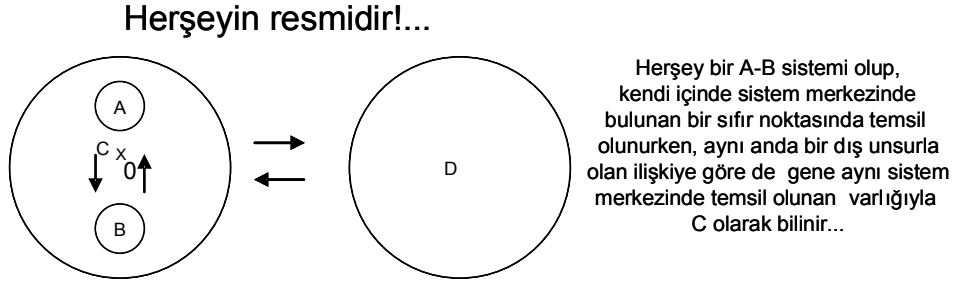 Herşeyin resmidir!...
A
C X 0
B
D
Herşey bir A-B sistemi olup,
kendi içinde sistem merkezinde
bulunan bir sıfır noktasında temsil
olunurken, aynı anda bir dış unsurla
olan ilişkiye göre de gene aynı sistem
merkezinde temsil olunan varlığıyla
C olarak bilinir...